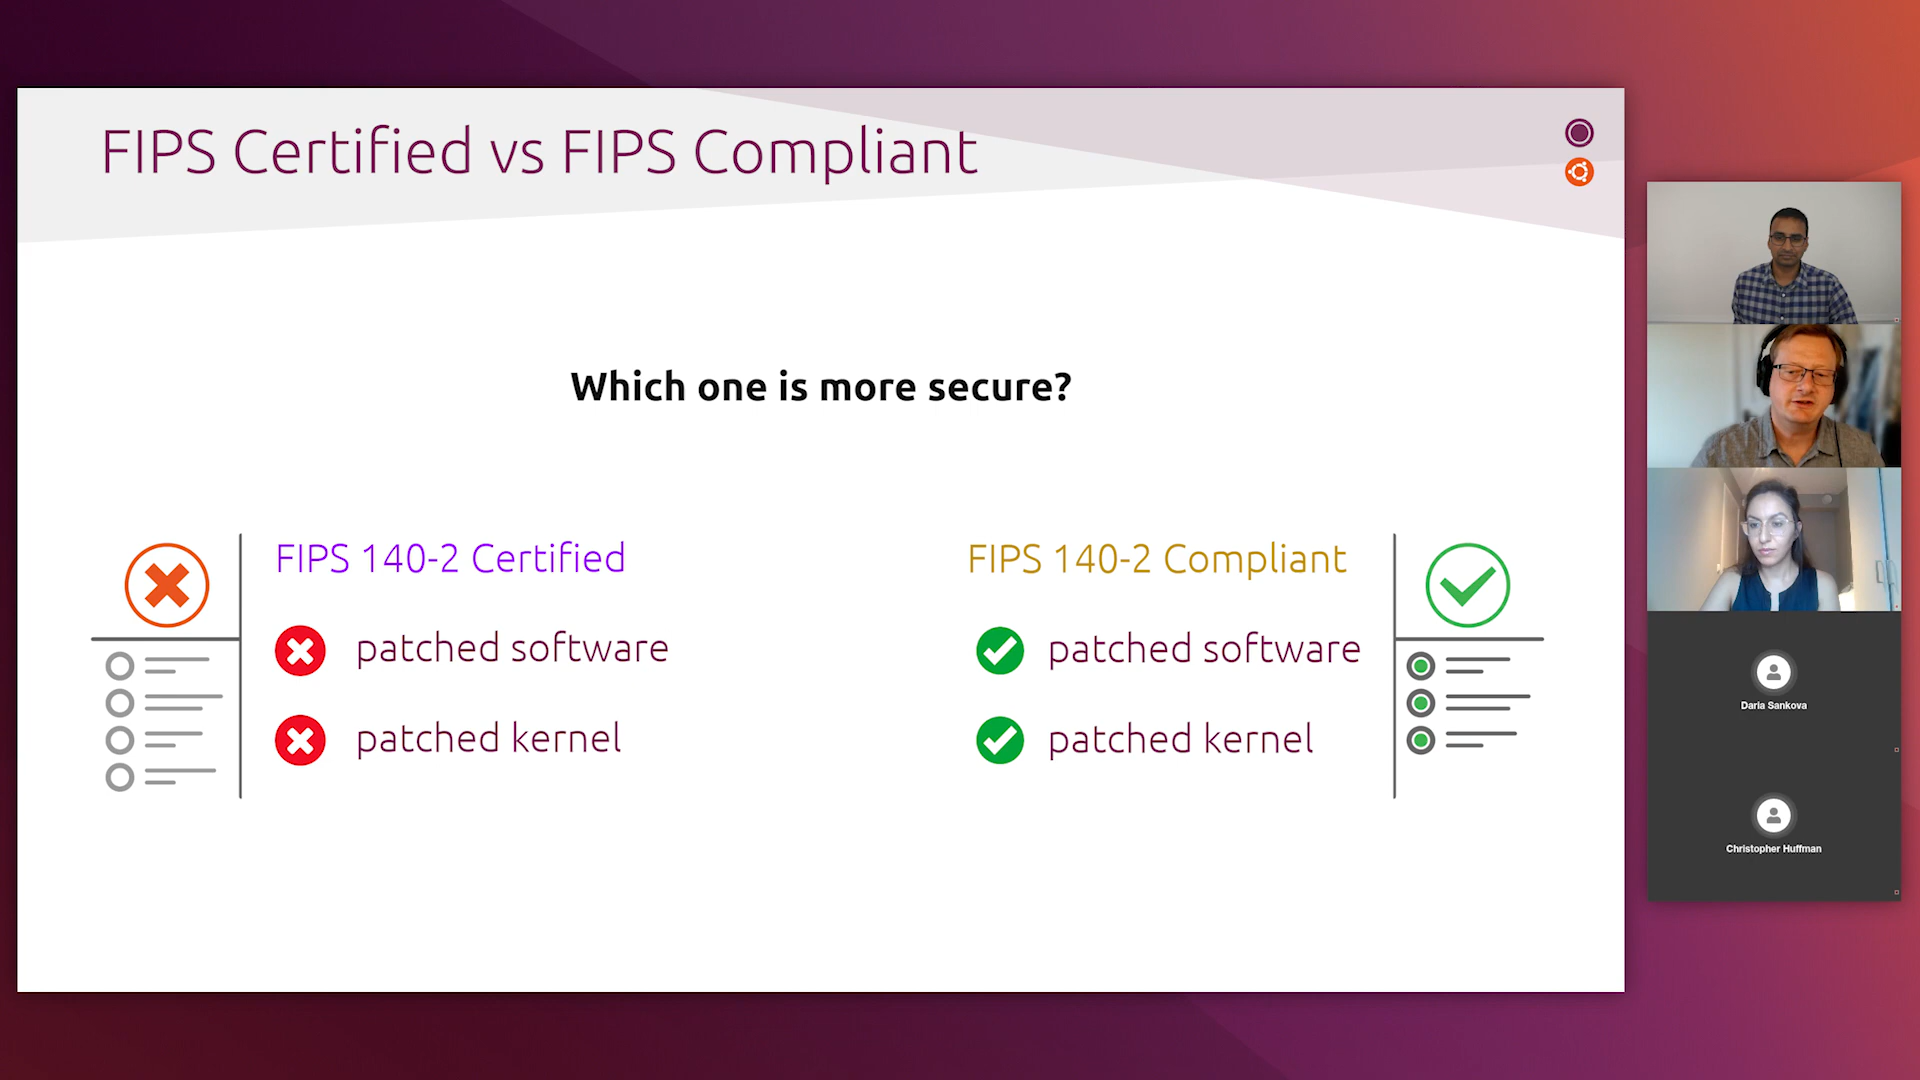 FIPS Certified vs FIPS Compliant
Which one is more secure?
FIPS 140-2 Certified
patched software
patched kernel
FIPS 140-2 Compliant
patched software
patched kernel
Daria Sankova
Christopher Huffman